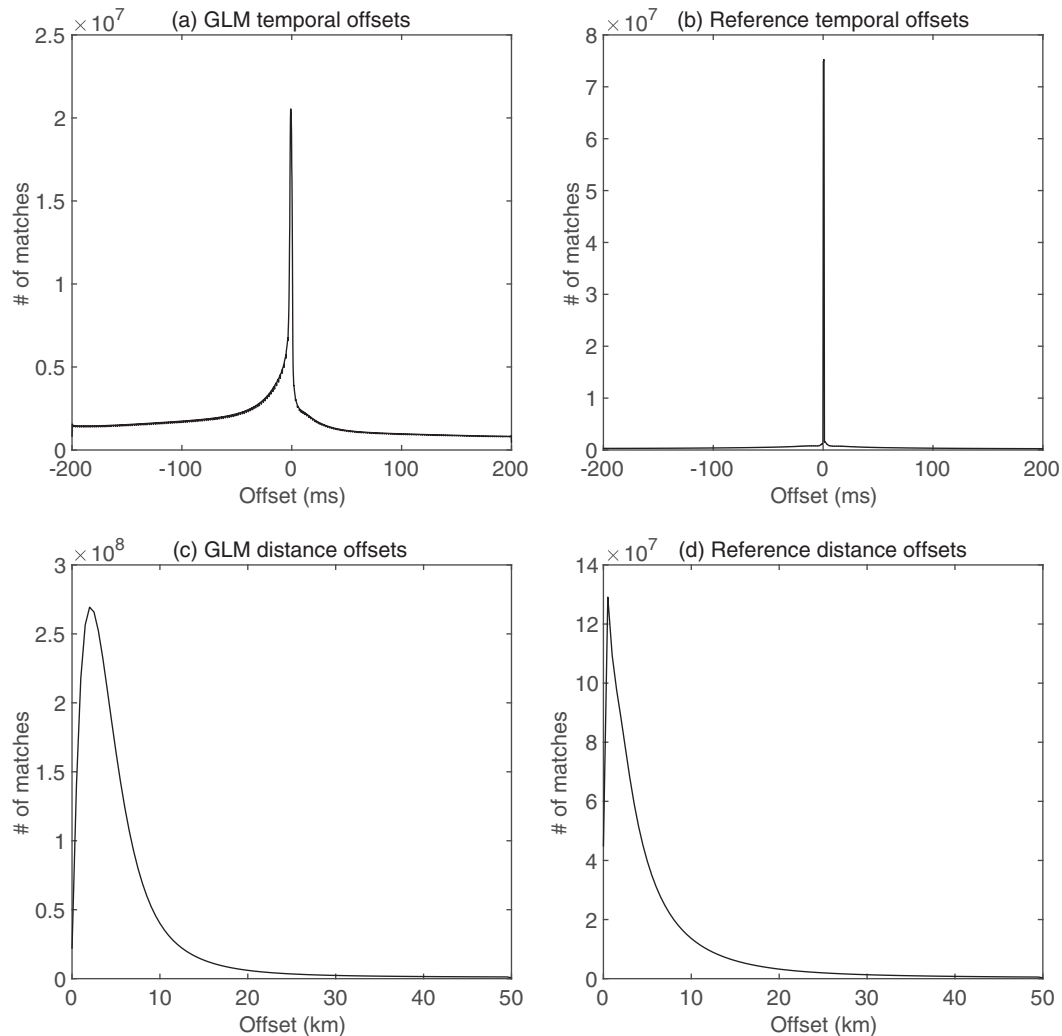 (a) GLM temporal offsets
× 10^7
2.5
2
1.5
1
0.5
0
# of matches
-200 -100 0 100 200
Offset (ms)
(b) Reference temporal offsets
× 10^7
8
7
6
5
4
3
2
1
0
# of matches
-200 -100 0 100 200
Offset (ms)
(c) GLM distance offsets
× 10^8
3
2.5
2
1.5
1
0.5
0
# of matches
0 10 20 30 40 50
Offset (km)
(d) Reference distance offsets
× 10^7
14
12
10
8
6
4
2
0
# of matches
0 10 20 30 40 50
Offset (km)